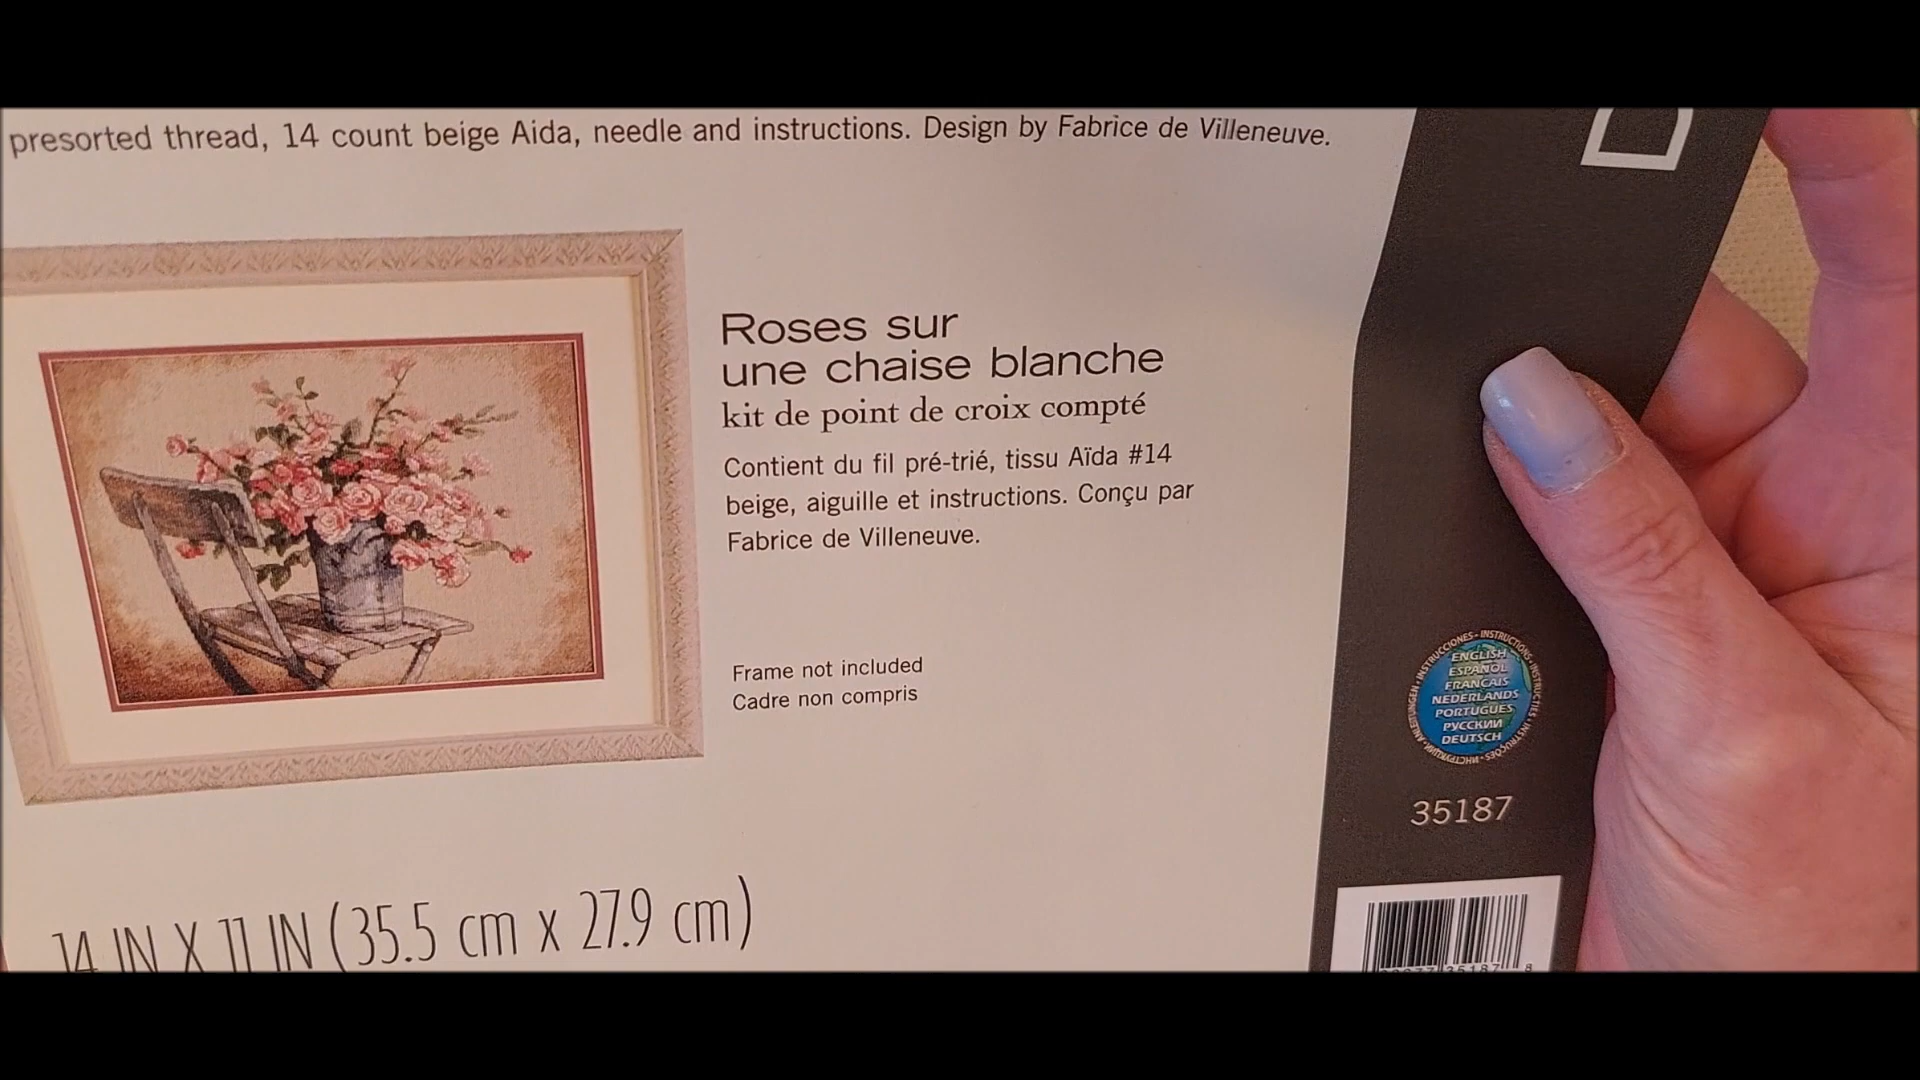 presorted thread, 14 count beige Aida, needle and instructions. Design by Fabrice de Villeneuve.
Roses sur
une chaise blanche
kit de point de croix compté
Contient du fil pré-trié, tissu Aïda #14
beige, aiguille et instructions. Conçu par
Fabrice de Villeneuve.
Frame not included
Cadre non compris
14 IN X 11 IN (35.5 cm x 27.9 cm)
INSTRUCCIONES • INSTRUCTIONS
ENGLISH
ESPAÑOL
FRANÇAIS
NEDERLANDS
PORTUGUÊS
РУССКИЙ
DEUTSCH
35187